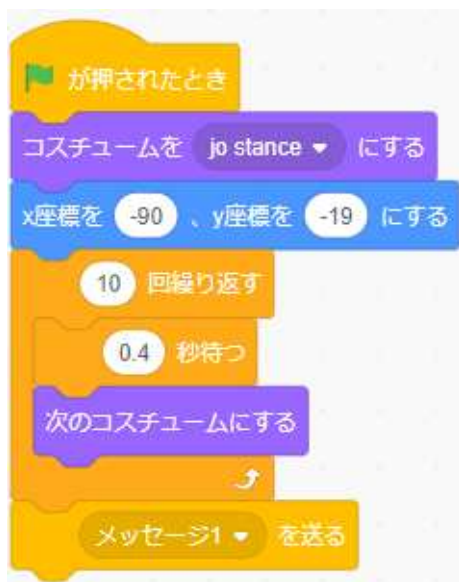 が押されたとき
コスチュームを jo stance にする
x座標を -90 、y座標を -19 にする
10 回繰り返す
0.4 秒待つ
次のコスチュームにする
メッセージ1 を送る